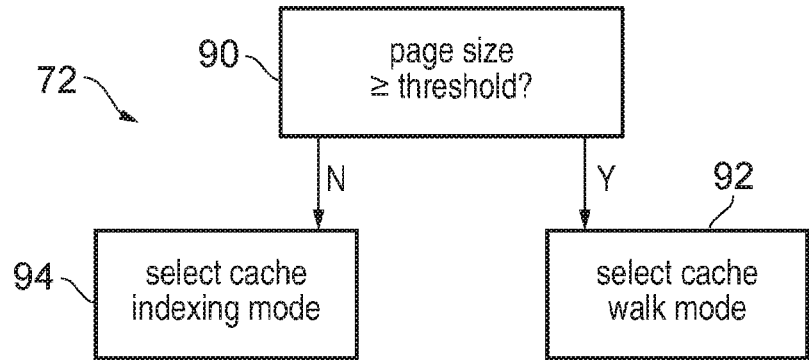 90
page size
≥ threshold?
72
N
Y
92
94
select cache
indexing mode
select cache
walk mode